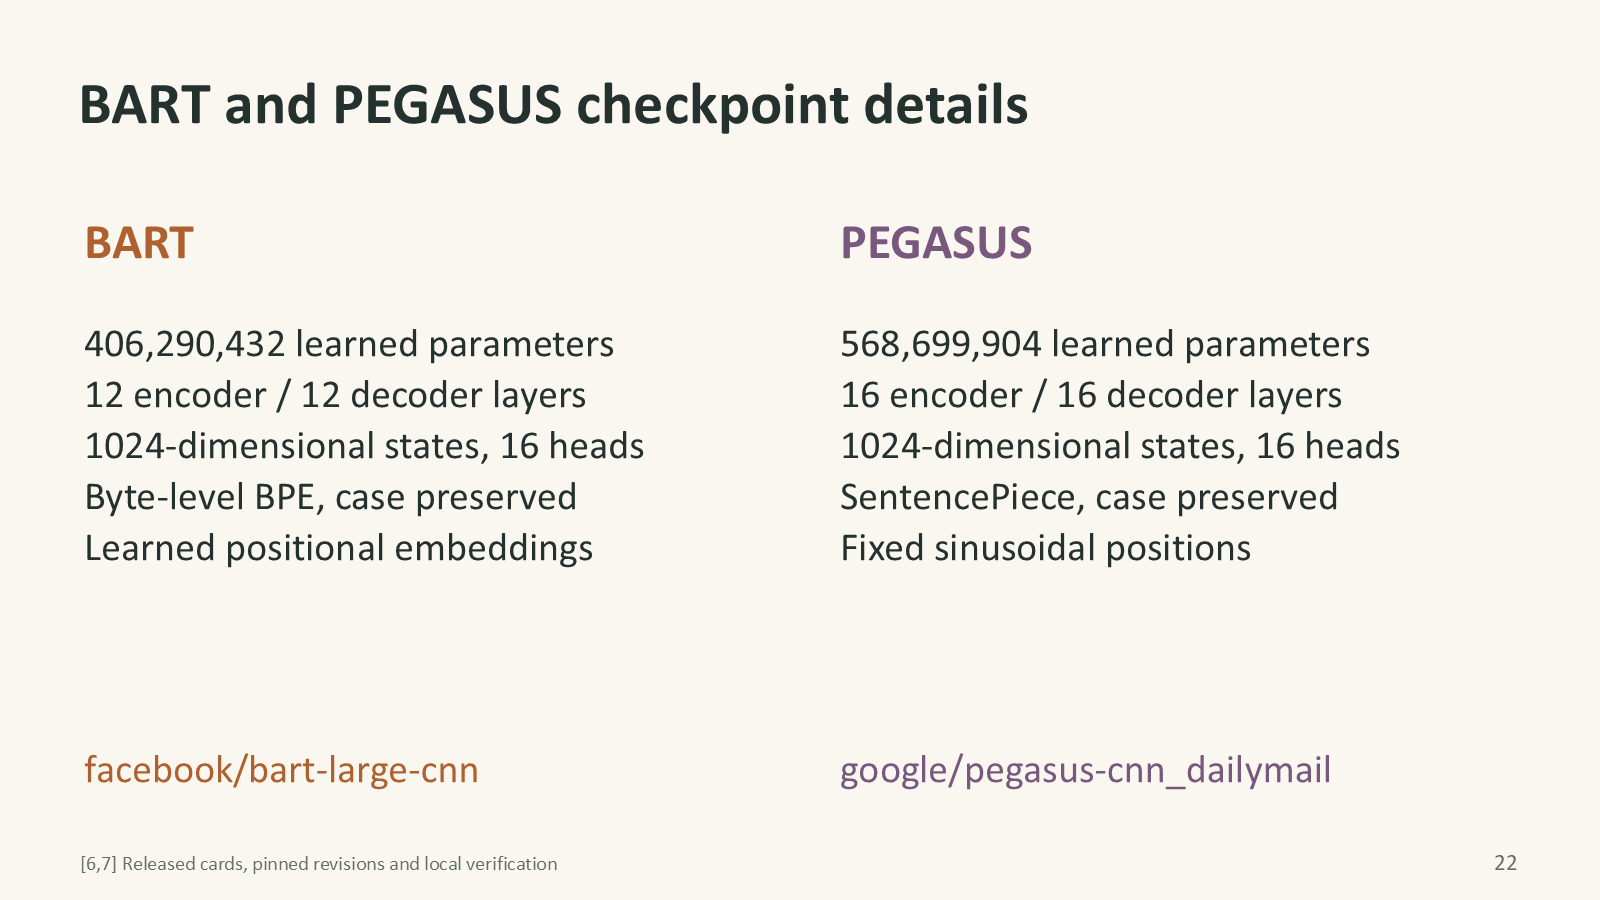 BART and PEGASUS checkpoint details
BART
406,290,432 learned parameters
12 encoder / 12 decoder layers
1024-dimensional states, 16 heads
Byte-level BPE, case preserved
Learned positional embeddings
facebook/bart-large-cnn
PEGASUS
568,699,904 learned parameters
16 encoder / 16 decoder layers
1024-dimensional states, 16 heads
SentencePiece, case preserved
Fixed sinusoidal positions
google/pegasus-cnn_dailymail
[6,7] Released cards, pinned revisions and local verification
22